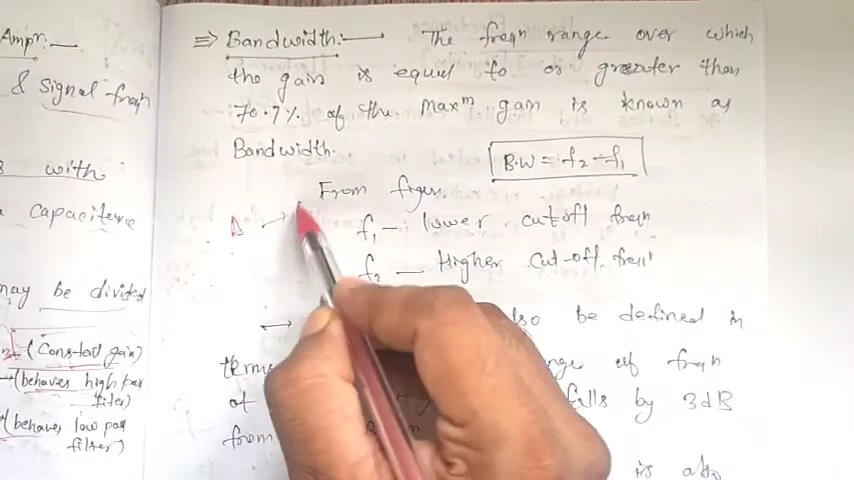 Ampr.
& signal freqn
with
capacitance
may be divided
(Constant gain)
(behaves high pass
filter)
(behaves low pass
filter)
⇒ Bandwidth:⟶ The freqn range over which
the gain is equal to or greater than
70.7% of the maxm gain is known as
Bandwidth.
B.W = f₂ - f₁
From figure.
f₁ — lower cutoff freqn
f₂ — Higher cut-off freqn
also be defined in
terms range of freqn
of falls by 3dB
from
is also